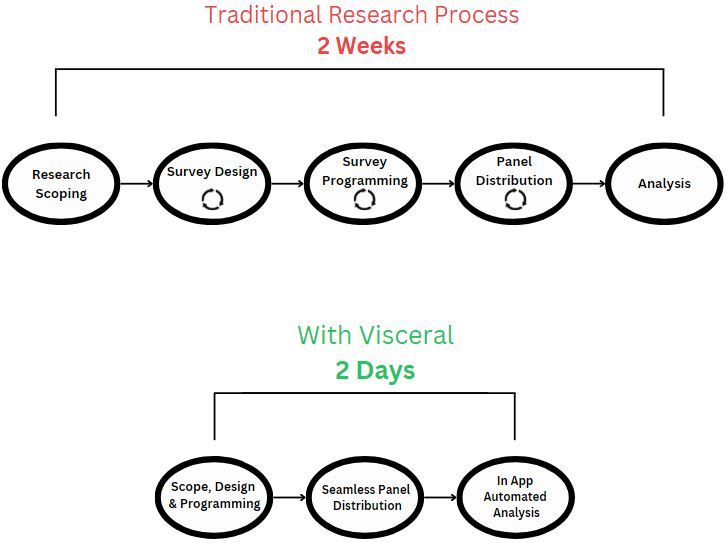 Traditional Research Process
2 Weeks
Research
Scoping
Survey Design
Survey
Programming
Panel
Distribution
Analysis
With Visceral
2 Days
Scope, Design
& Programming
Seamless Panel
Distribution
In App
Automated
Analysis